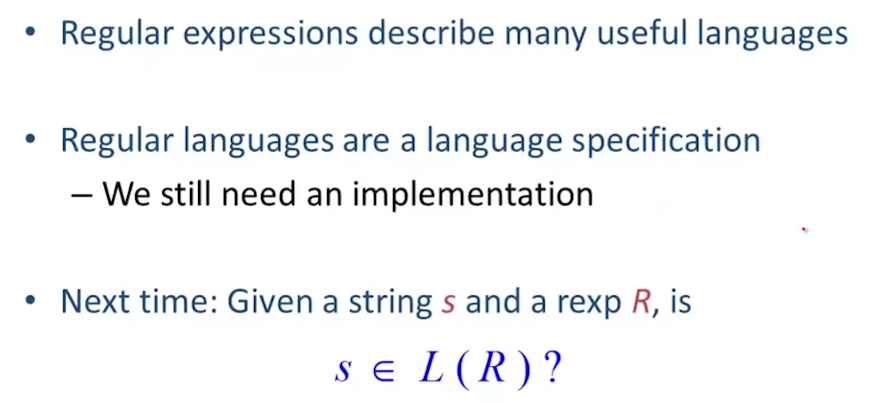 • Regular expressions describe many useful languages
• Regular languages are a language specification
– We still need an implementation
• Next time: Given a string s and a rexp R, is
s ∈ L(R)?